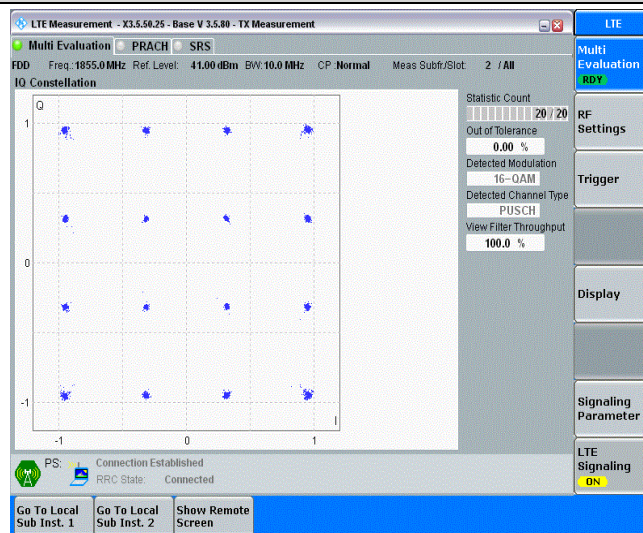 LTE Measurement - X3.5.50.25 - Base V 3.5.80 - TX Measurement
LTE
Multi Evaluation PRACH SRS
FDD Freq.:1855.0 MHz Ref. Level: 41.00 dBm BW:10.0 MHz CP :Normal Meas Subfr./Slot: 2 / All
IQ Constellation
Q
1
0
-1
I
-1 0 1
Statistic Count
20 / 20
Out of Tolerance
0.00 %
Detected Modulation
16-QAM
Detected Channel Type
PUSCH
View Filter Throughput
100.0 %
Multi
Evaluation
RDY
RF
Settings
Trigger
Display
Signaling
Parameter
LTE
Signaling
ON
PS: Connection Established
RRC State: Connected
Go To Local
Sub Inst. 1
Go To Local
Sub Inst. 2
Show Remote
Screen